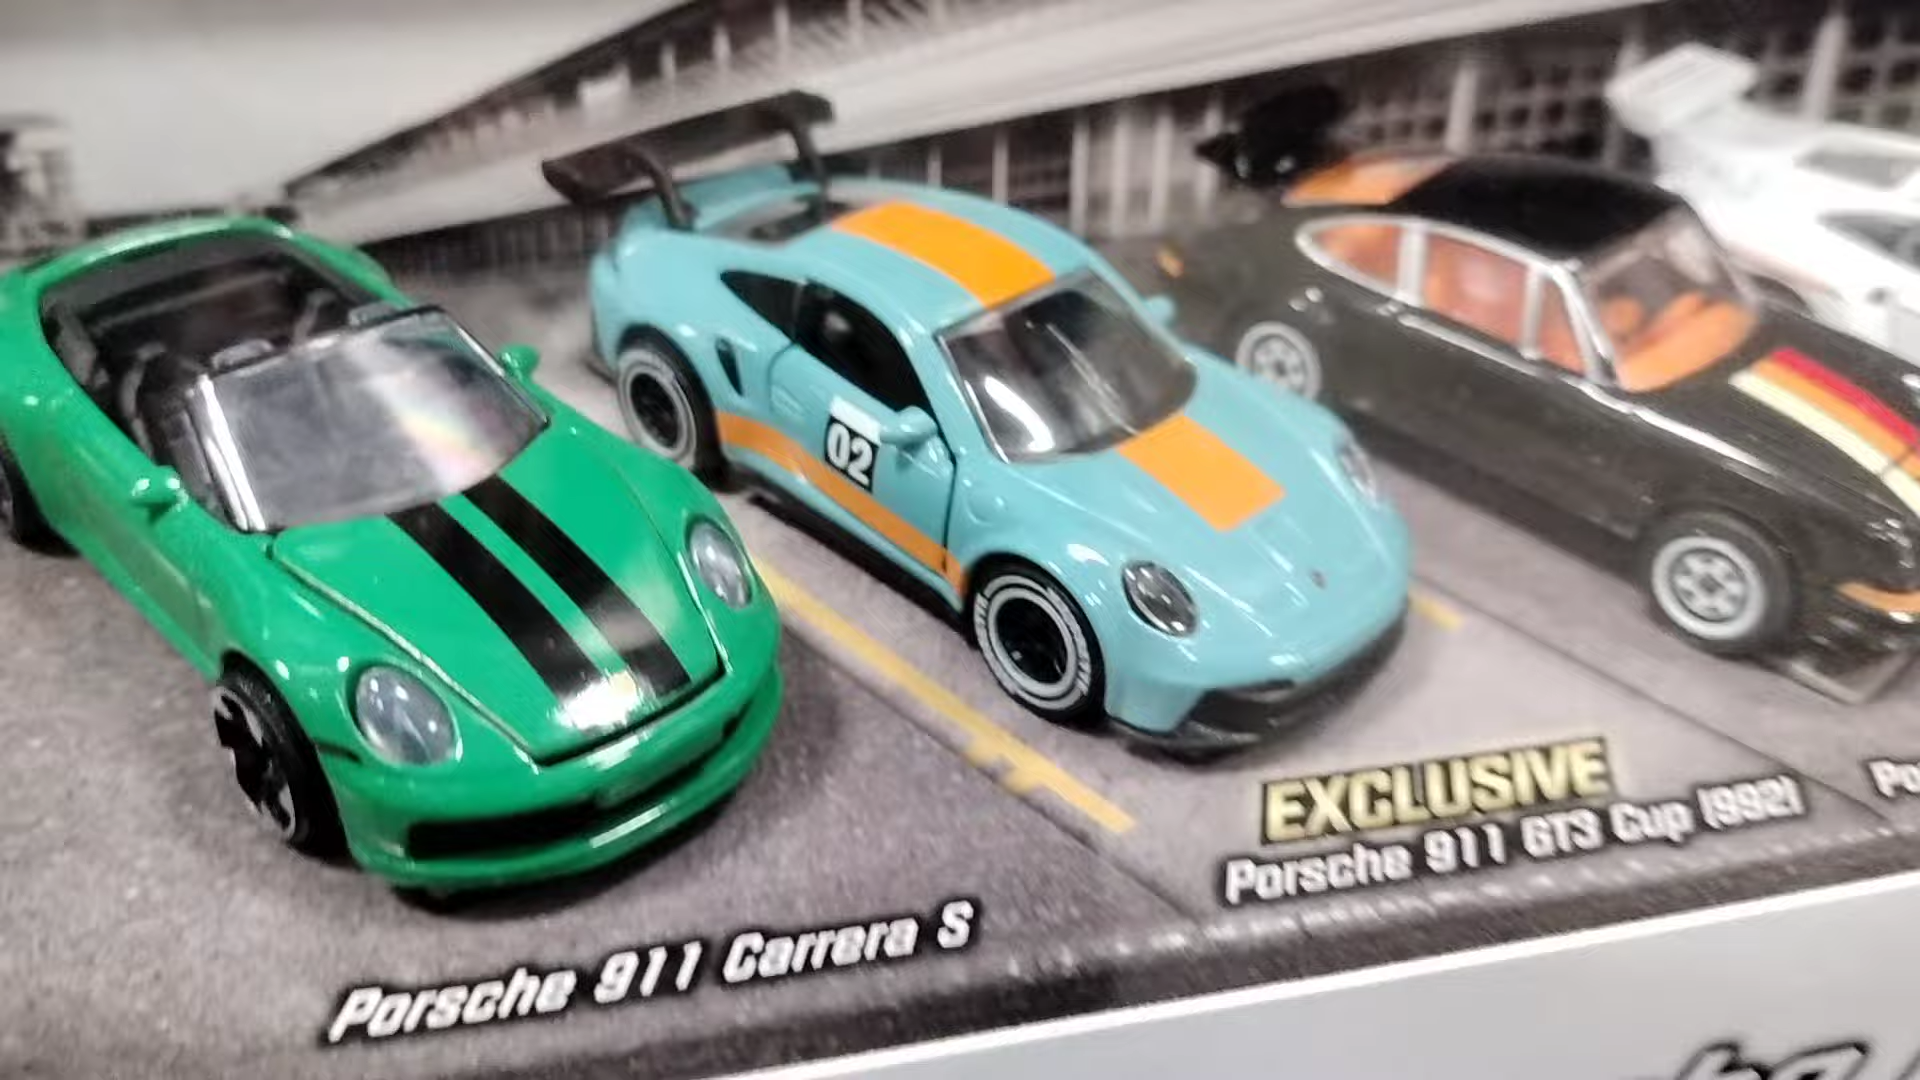 02
EXCLUSIVE
Porsche 911 GT3 Cup (992)
Porsche 911 Carrera S